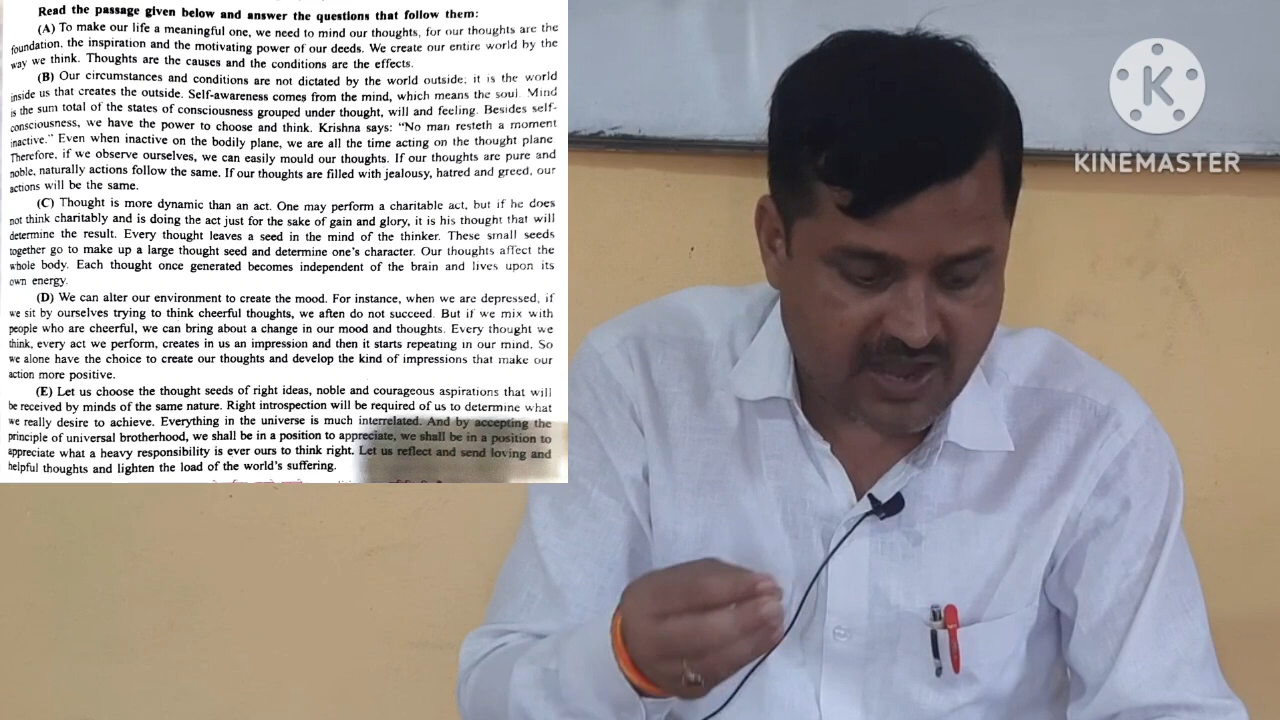 Read the passage given below and answer the questions that follow them:
(A) To make our life a meaningful one, we need to mind our thoughts, for our thoughts are the
foundation, the inspiration and the motivating power of our deeds. We create our entire world by the
way we think. Thoughts are the causes and the conditions are the effects.
(B) Our circumstances and conditions are not dictated by the world outside; it is the world
inside us that creates the outside. Self-awareness comes from the mind, which means the soul. Mind
is the sum total of the states of consciousness grouped under thought, will and feeling. Besides self-
consciousness, we have the power to choose and think. Krishna says: “No man resteth a moment
inactive.” Even when inactive on the bodily plane, we are all the time acting on the thought plane.
Therefore, if we observe ourselves, we can easily mould our thoughts. If our thoughts are pure and
noble, naturally actions follow the same. If our thoughts are filled with jealousy, hatred and greed, our
actions will be the same.
(C) Thought is more dynamic than an act. One may perform a charitable act, but if he does
not think charitably and is doing the act just for the sake of gain and glory, it is his thought that will
determine the result. Every thought leaves a seed in the mind of the thinker. These small seeds
together go to make up a large thought seed and determine one's character. Our thoughts affect the
whole body. Each thought once generated becomes independent of the brain and lives upon its
own energy.
(D) We can alter our environment to create the mood. For instance, when we are depressed, if
we sit by ourselves trying to think cheerful thoughts, we aften do not succeed. But if we mix with
people who are cheerful, we can bring about a change in our mood and thoughts. Every thought we
think, every act we perform, creates in us an impression and then it starts repeating in our mind. So
we alone have the choice to create our thoughts and develop the kind of impressions that make our
action more positive.
(E) Let us choose the thought seeds of right ideas, noble and courageous aspirations that will
be received by minds of the same nature. Right introspection will be required of us to determine what
we really desire to achieve. Everything in the universe is much interrelated. And by accepting the
principle of universal brotherhood, we shall be in a position to appreciate, we shall be in a position to
appreciate what a heavy responsibility is ever ours to think right. Let us reflect and send loving and
helpful thoughts and lighten the load of the world's suffering.
K
KINEMASTER